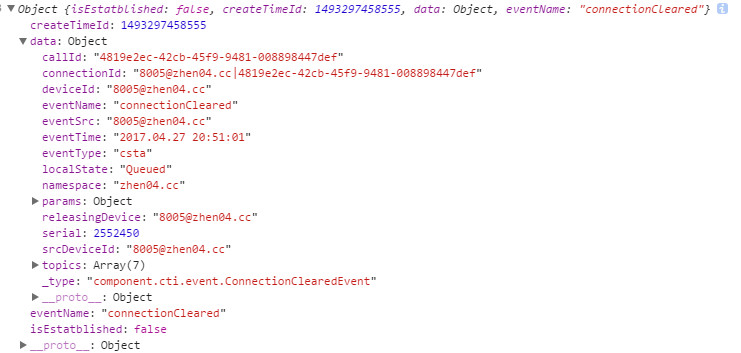 Object {isEstatblished: false, createTimeId: 1493297458555, data: Object, eventName: "connectionCleared"}
createTimeId: 1493297458555
data: Object
callId: "4819e2ec-42cb-45f9-9481-008898447def"
connectionId: "8005@zhen04.cc|4819e2ec-42cb-45f9-9481-008898447def"
deviceId: "8005@zhen04.cc"
eventName: "connectionCleared"
eventSrc: "8005@zhen04.cc"
eventTime: "2017.04.27 20:51:01"
eventType: "csta"
localState: "Queued"
namespace: "zhen04.cc"
params: Object
releasingDevice: "8005@zhen04.cc"
serial: 2552450
srcDeviceId: "8005@zhen04.cc"
topics: Array(7)
_type: "component.cti.event.ConnectionClearedEvent"
__proto__: Object
eventName: "connectionCleared"
isEstatblished: false
__proto__: Object